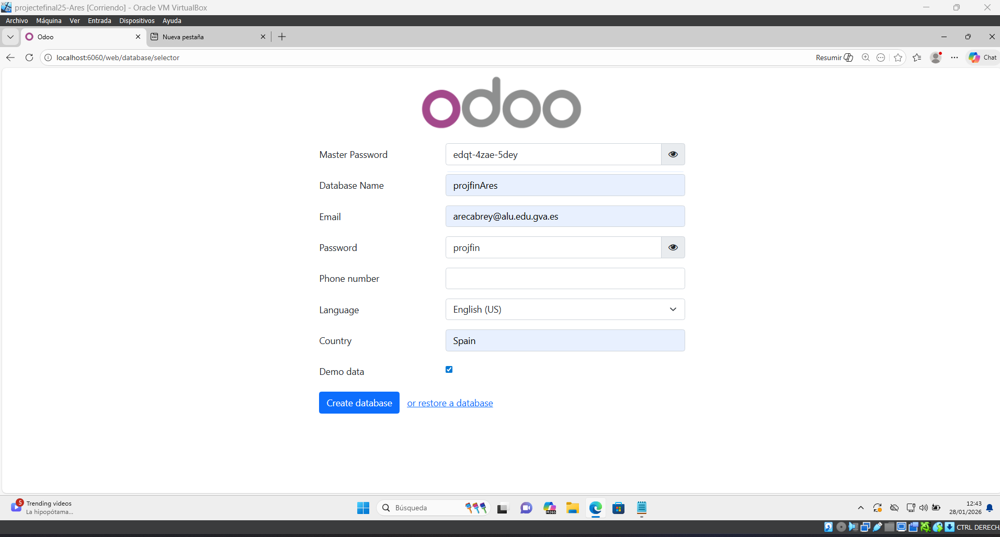 projectefinal25-Ares [Corriendo] - Oracle VM VirtualBox
Archivo Máquina Ver Entrada Dispositivos Ayuda
Odoo Nueva pestaña
localhost:6060/web/database/selector Resumir Chat
odoo
Master Password edqt-4zae-5dey
Database Name projfinAres
Email arecabrey@alu.edu.gva.es
Password projfin
Phone number
Language English (US)
Country Spain
Demo data
Create database or restore a database
5 Trending videos
La hipopótama...
Búsqueda
M365
12:43
28/01/2026
CTRL DERECH